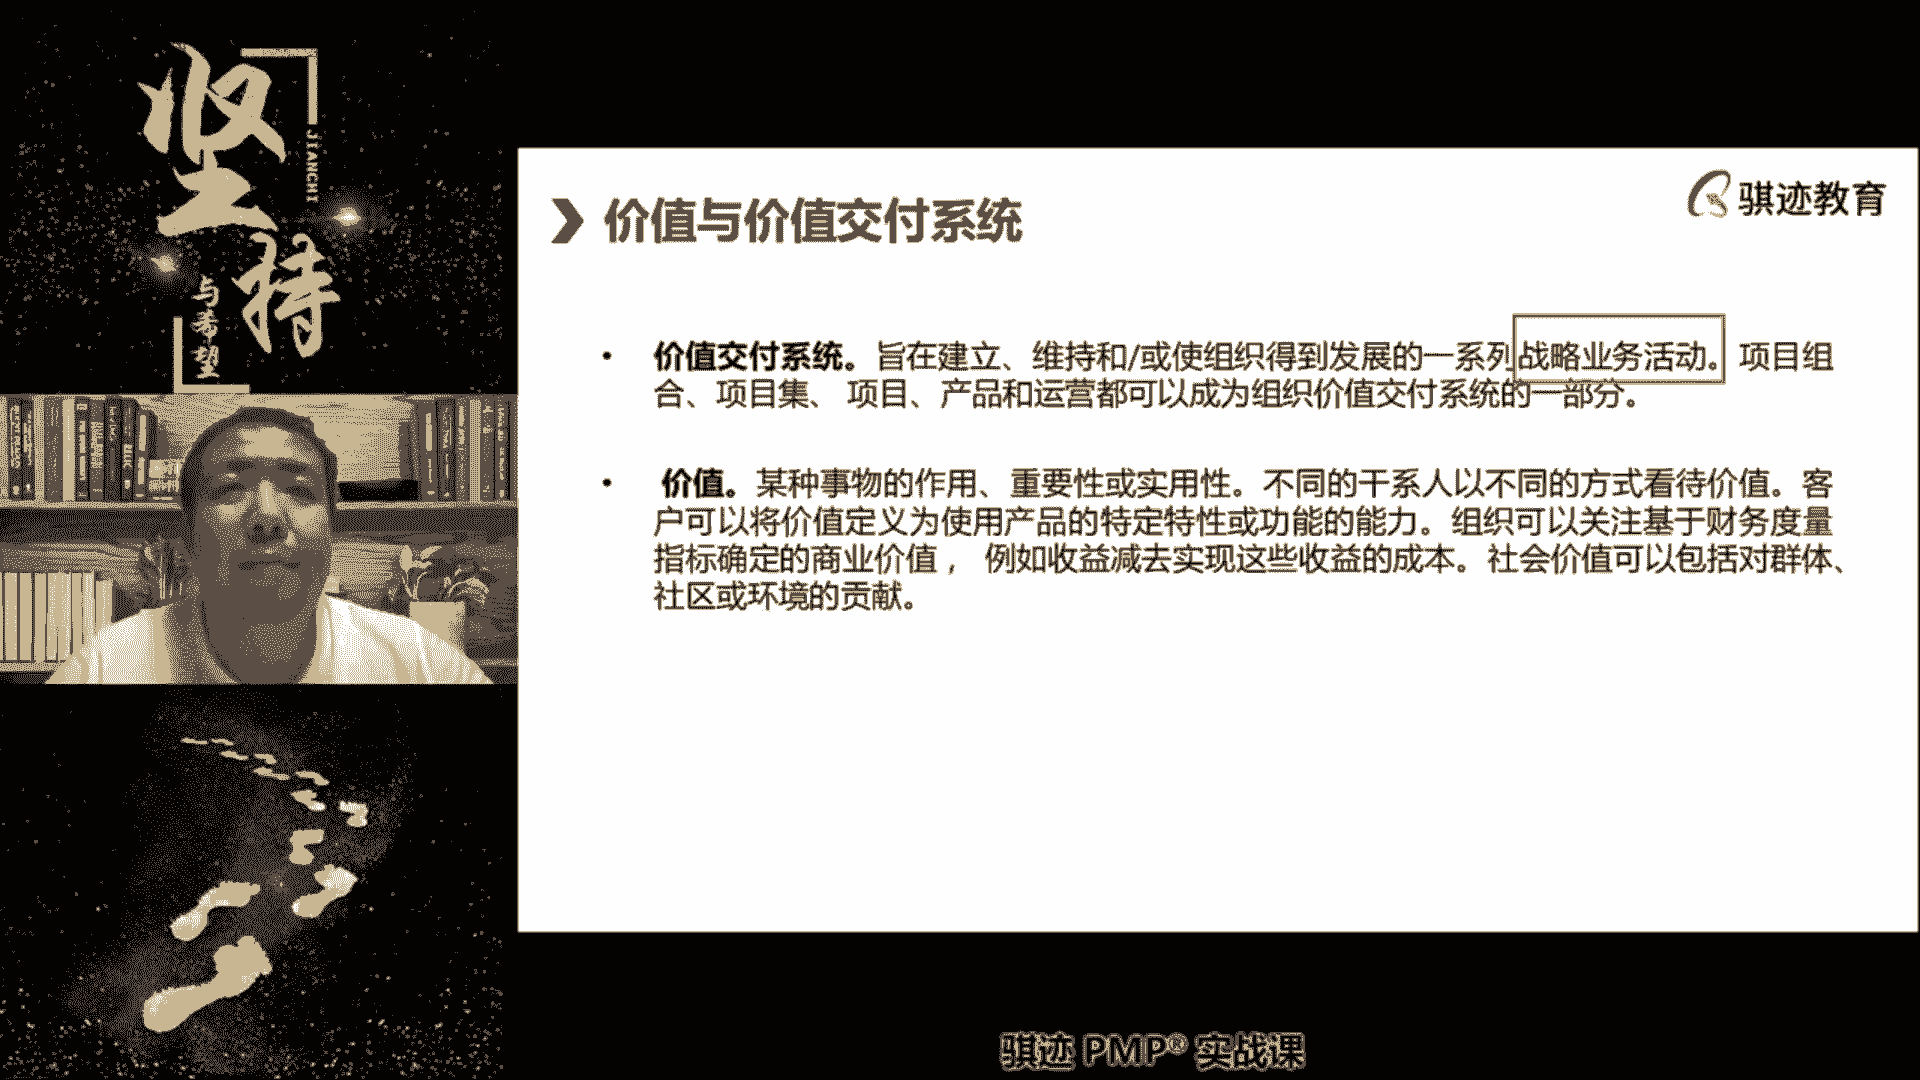 坚持
JIANCHI
与希望
骐迹教育
价值与价值交付系统
• 价值交付系统。旨在建立、维持和/或使组织得到发展的一系列战略业务活动。项目组
合、项目集、 项目、产品和运营都可以成为组织价值交付系统的一部分。
• 价值。某种事物的作用、重要性或实用性。不同的干系人以不同的方式看待价值。客
户可以将价值定义为使用产品的特定特性或功能的能力。组织可以关注基于财务度量
指标确定的商业价值， 例如收益减去实现这些收益的成本。社会价值可以包括对群体、
社区或环境的贡献。
骐迹 PMP® 实战课